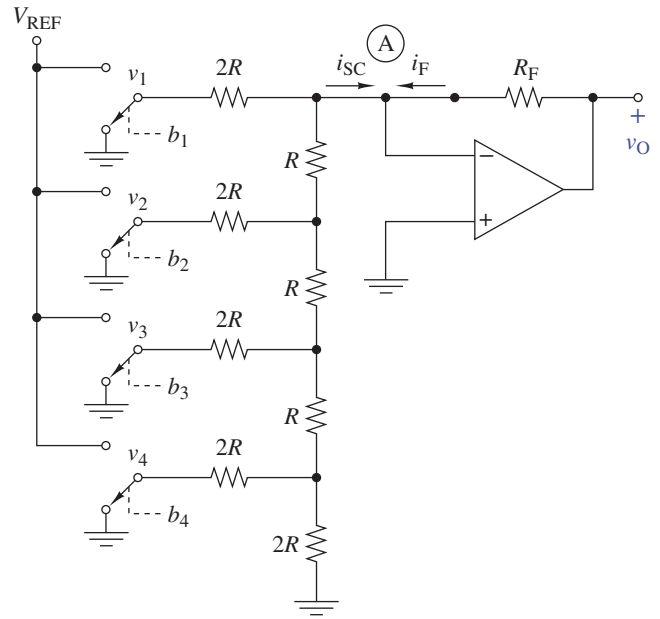 V_REF
A
v_1
2R
i_SC
i_F
R_F
b_1
R
−
+
+
v_O
v_2
2R
b_2
R
v_3
2R
b_3
R
v_4
2R
b_4
2R